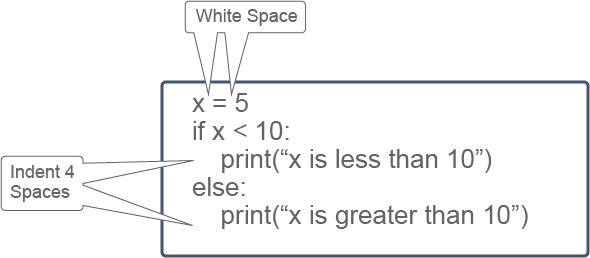 White Space
x = 5
if x < 10:
    print(“x is less than 10”)
Indent 4
Spaces
else:
    print(“x is greater than 10”)